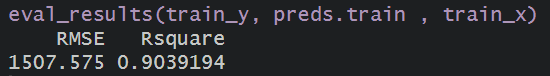 eval_results(train_y, preds.train , train_x)
RMSE Rsquare
1507.575 0.9039194